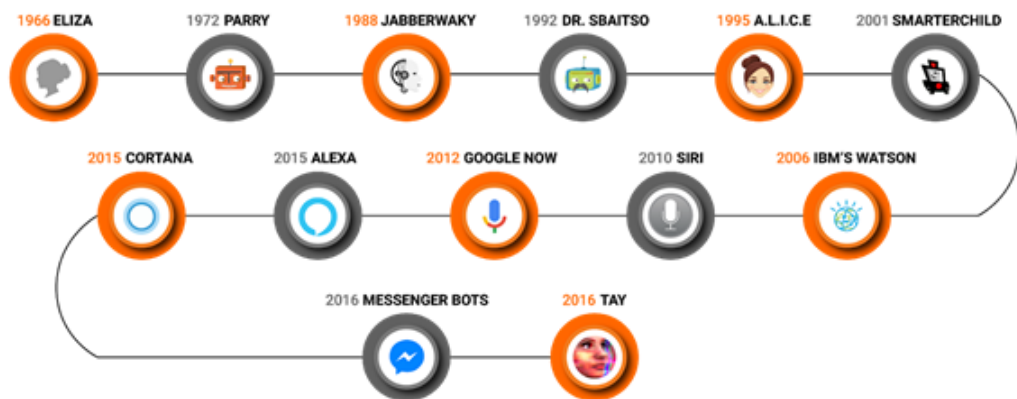 1966 ELIZA
1972 PARRY
1988 JABBERWAKY
1992 DR. SBAITSO
1995 A.L.I.C.E
2001 SMARTERCHILD
2015 CORTANA
2015 ALEXA
2012 GOOGLE NOW
2010 SIRI
2006 IBM'S WATSON
2016 MESSENGER BOTS
2016 TAY